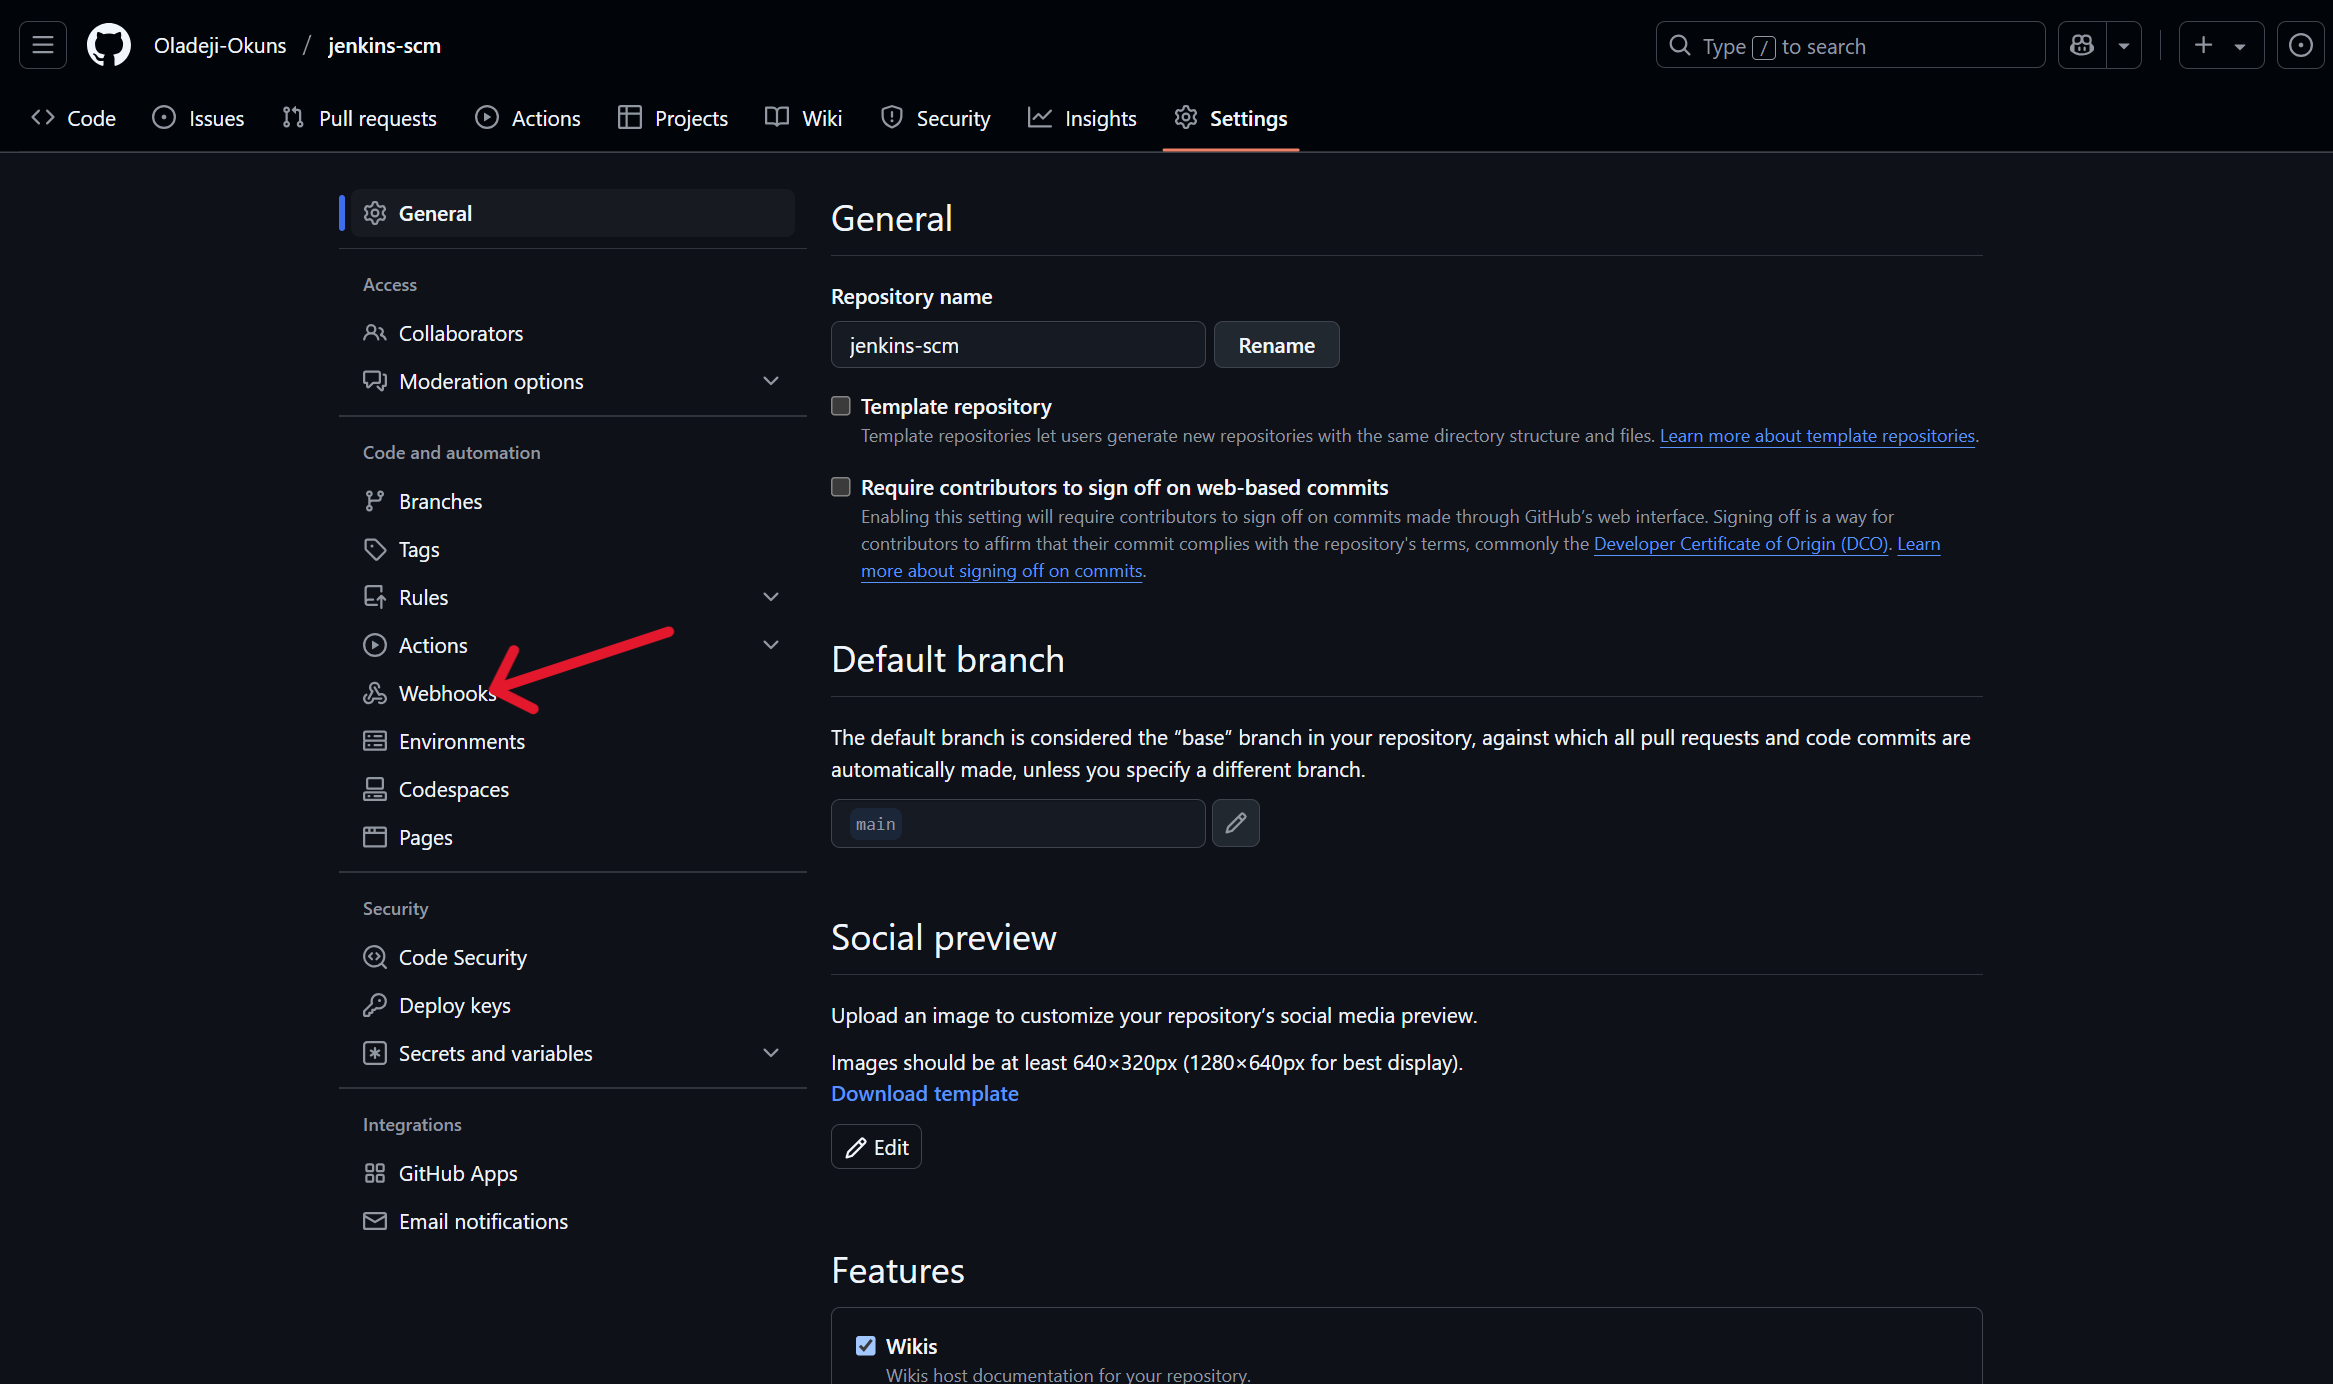 Oladeji-Okuns / jenkins-scm
Type / to search
Code
Issues
Pull requests
Actions
Projects
Wiki
Security
Insights
Settings
General
Access
Collaborators
Moderation options
Code and automation
Branches
Tags
Rules
Actions
Webhooks
Environments
Codespaces
Pages
Security
Code Security
Deploy keys
Secrets and variables
Integrations
GitHub Apps
Email notifications
General
Repository name
jenkins-scm
Rename
Template repository
Template repositories let users generate new repositories with the same directory structure and files. Learn more about template repositories.
Require contributors to sign off on web-based commits
Enabling this setting will require contributors to sign off on commits made through GitHub’s web interface. Signing off is a way for
contributors to affirm that their commit complies with the repository's terms, commonly the Developer Certificate of Origin (DCO). Learn
more about signing off on commits.
Default branch
The default branch is considered the “base” branch in your repository, against which all pull requests and code commits are
automatically made, unless you specify a different branch.
main
Social preview
Upload an image to customize your repository’s social media preview.
Images should be at least 640×320px (1280×640px for best display).
Download template
Edit
Features
Wikis
Wikis host documentation for your repository.